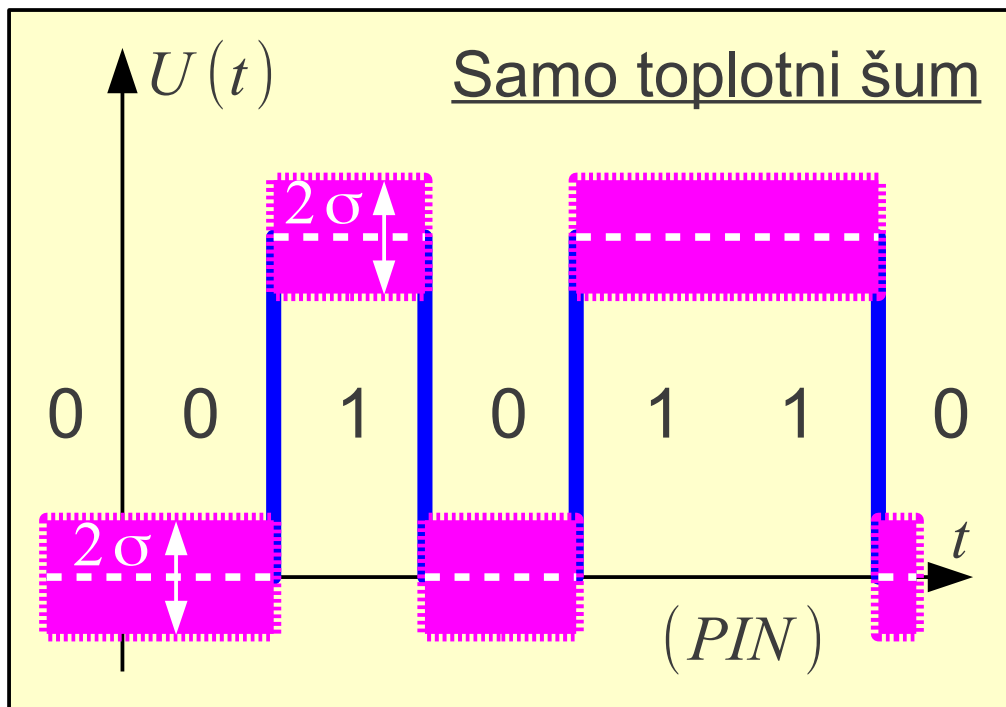 U(t)
Samo toplotni šum
2σ
0 0 1 0 1 1 0
2σ
t
(PIN)